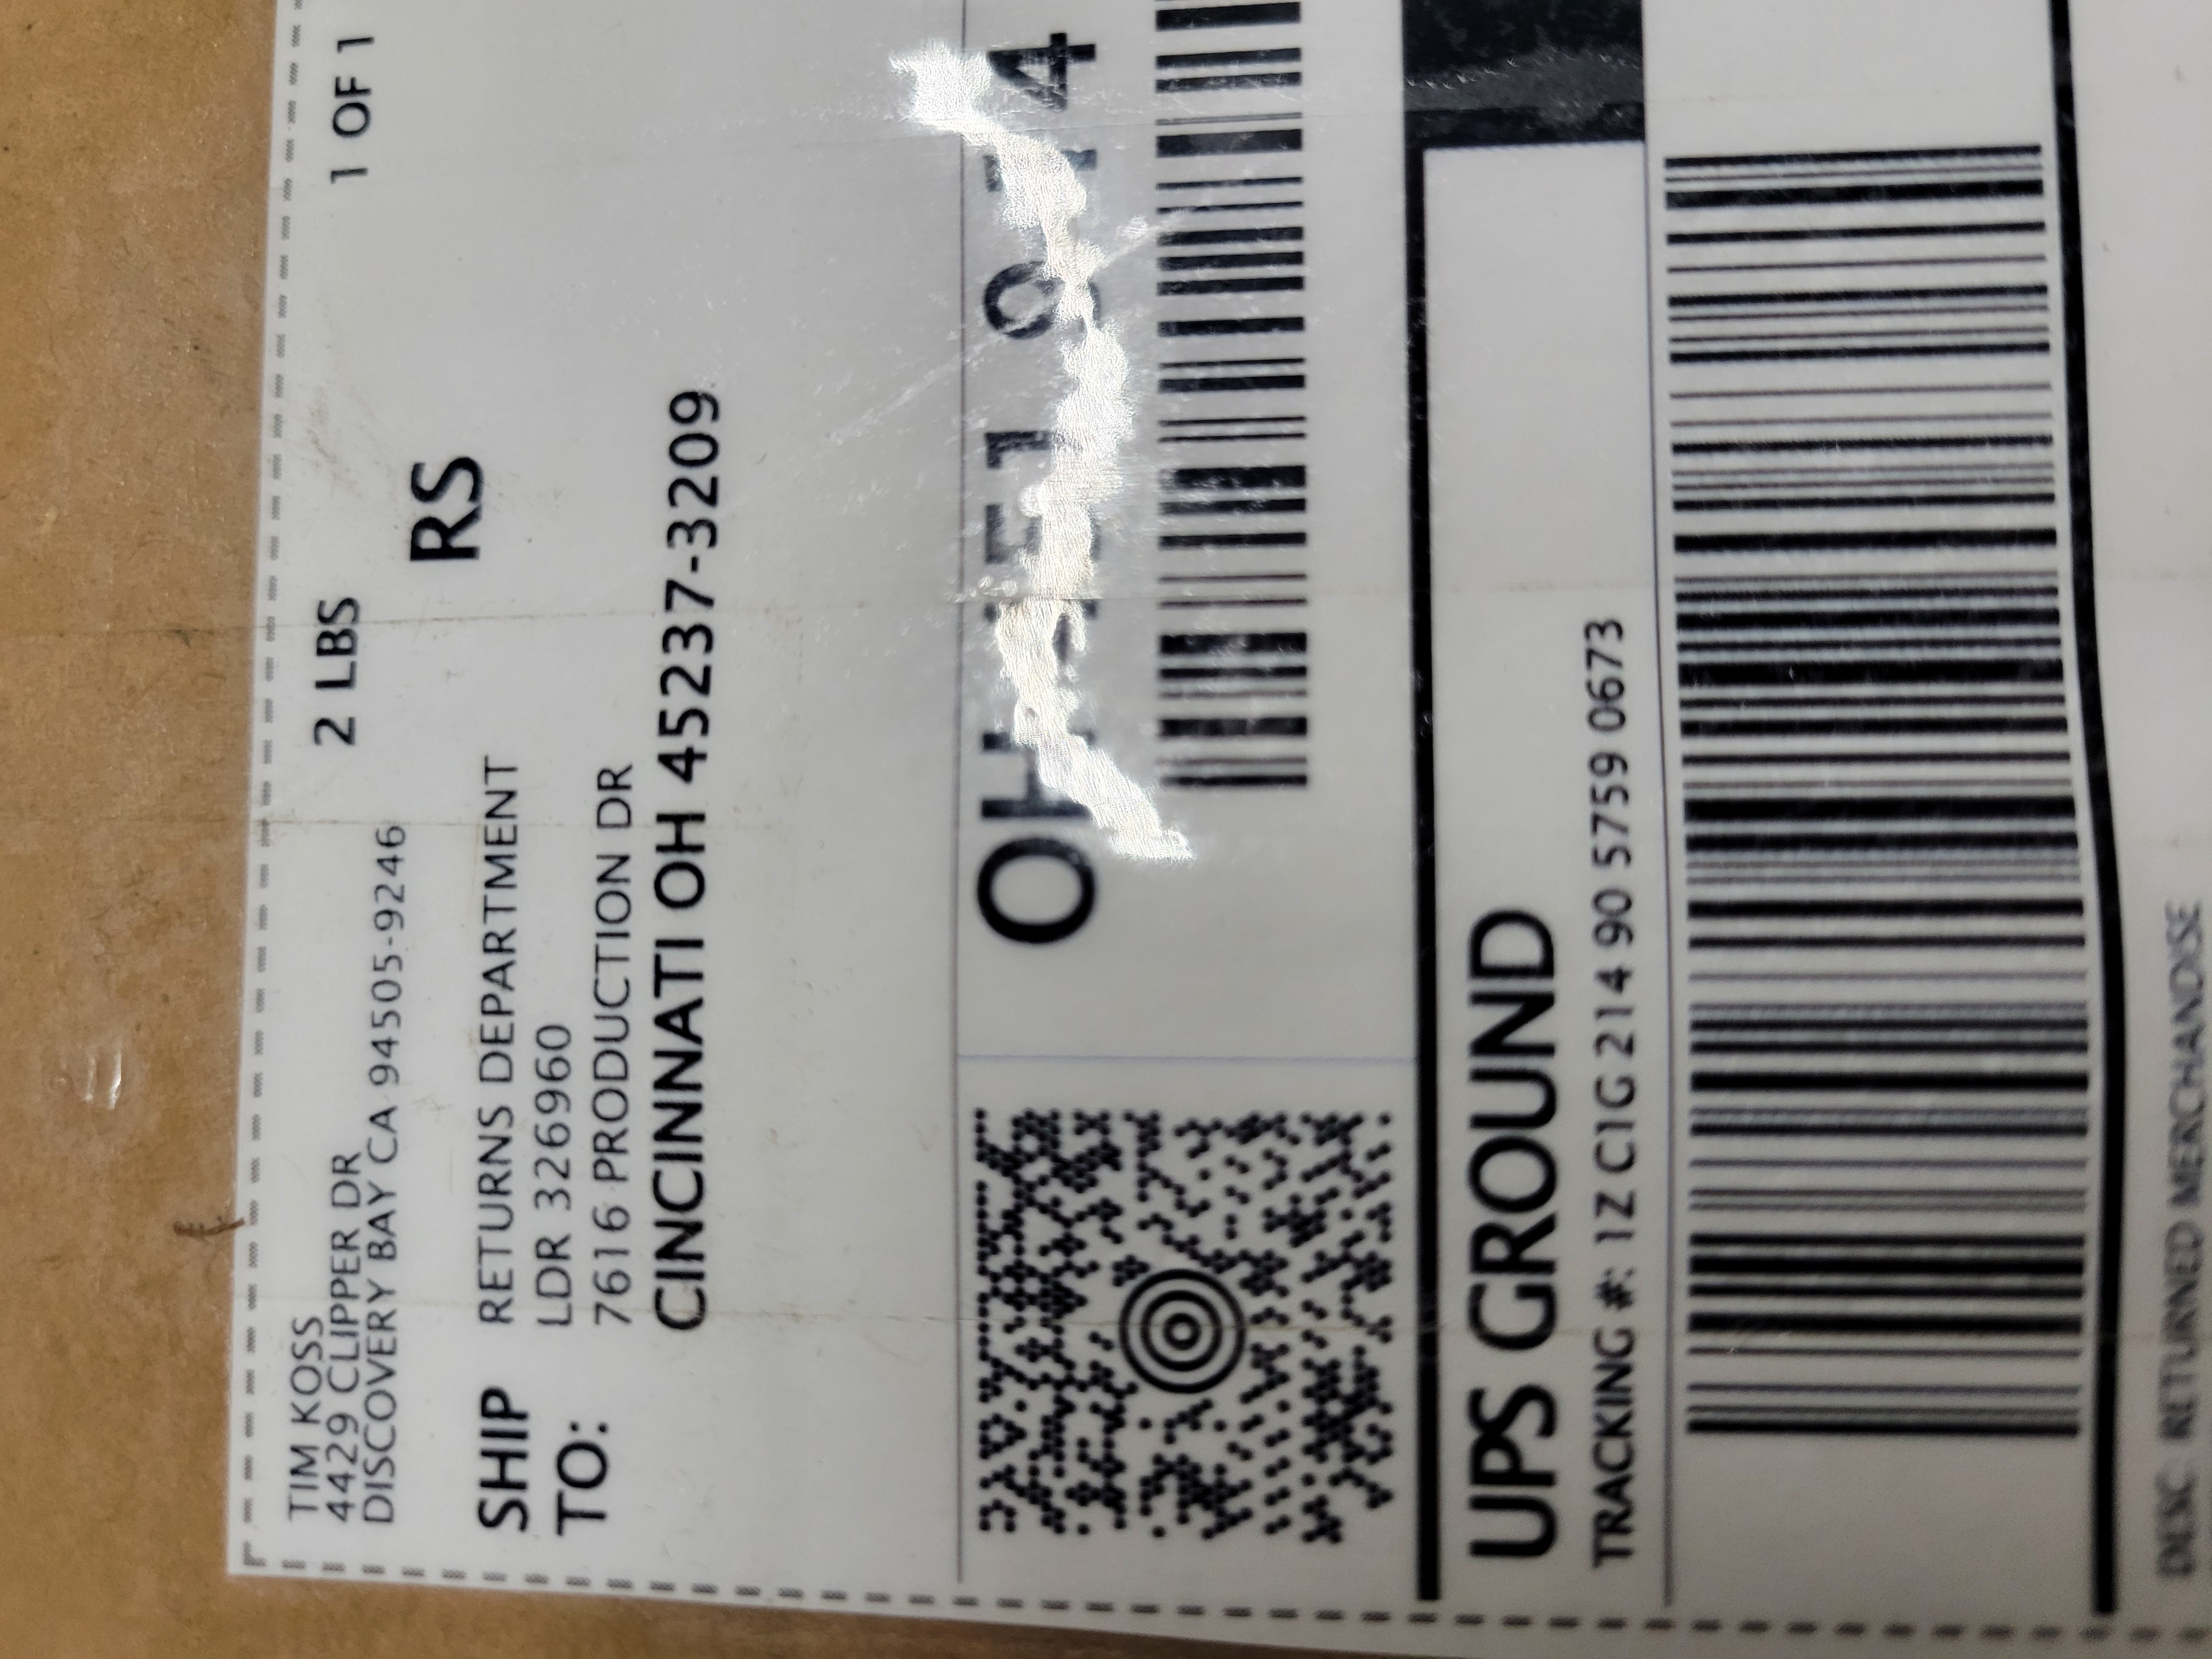 TIM KOSS
4429 CLIPPER DR
DISCOVERY BAY CA 94505-9246
2 LBS
1 OF 1
RS
SHIP
TO:
RETURNS DEPARTMENT
LDR 3269960
7616 PRODUCTION DR
CINCINNATI OH 45237-3209
OH
UPS GROUND
TRACKING #: 1Z C1G 214 90 5759 0673
DESC: RETURNED MERCHANDISE